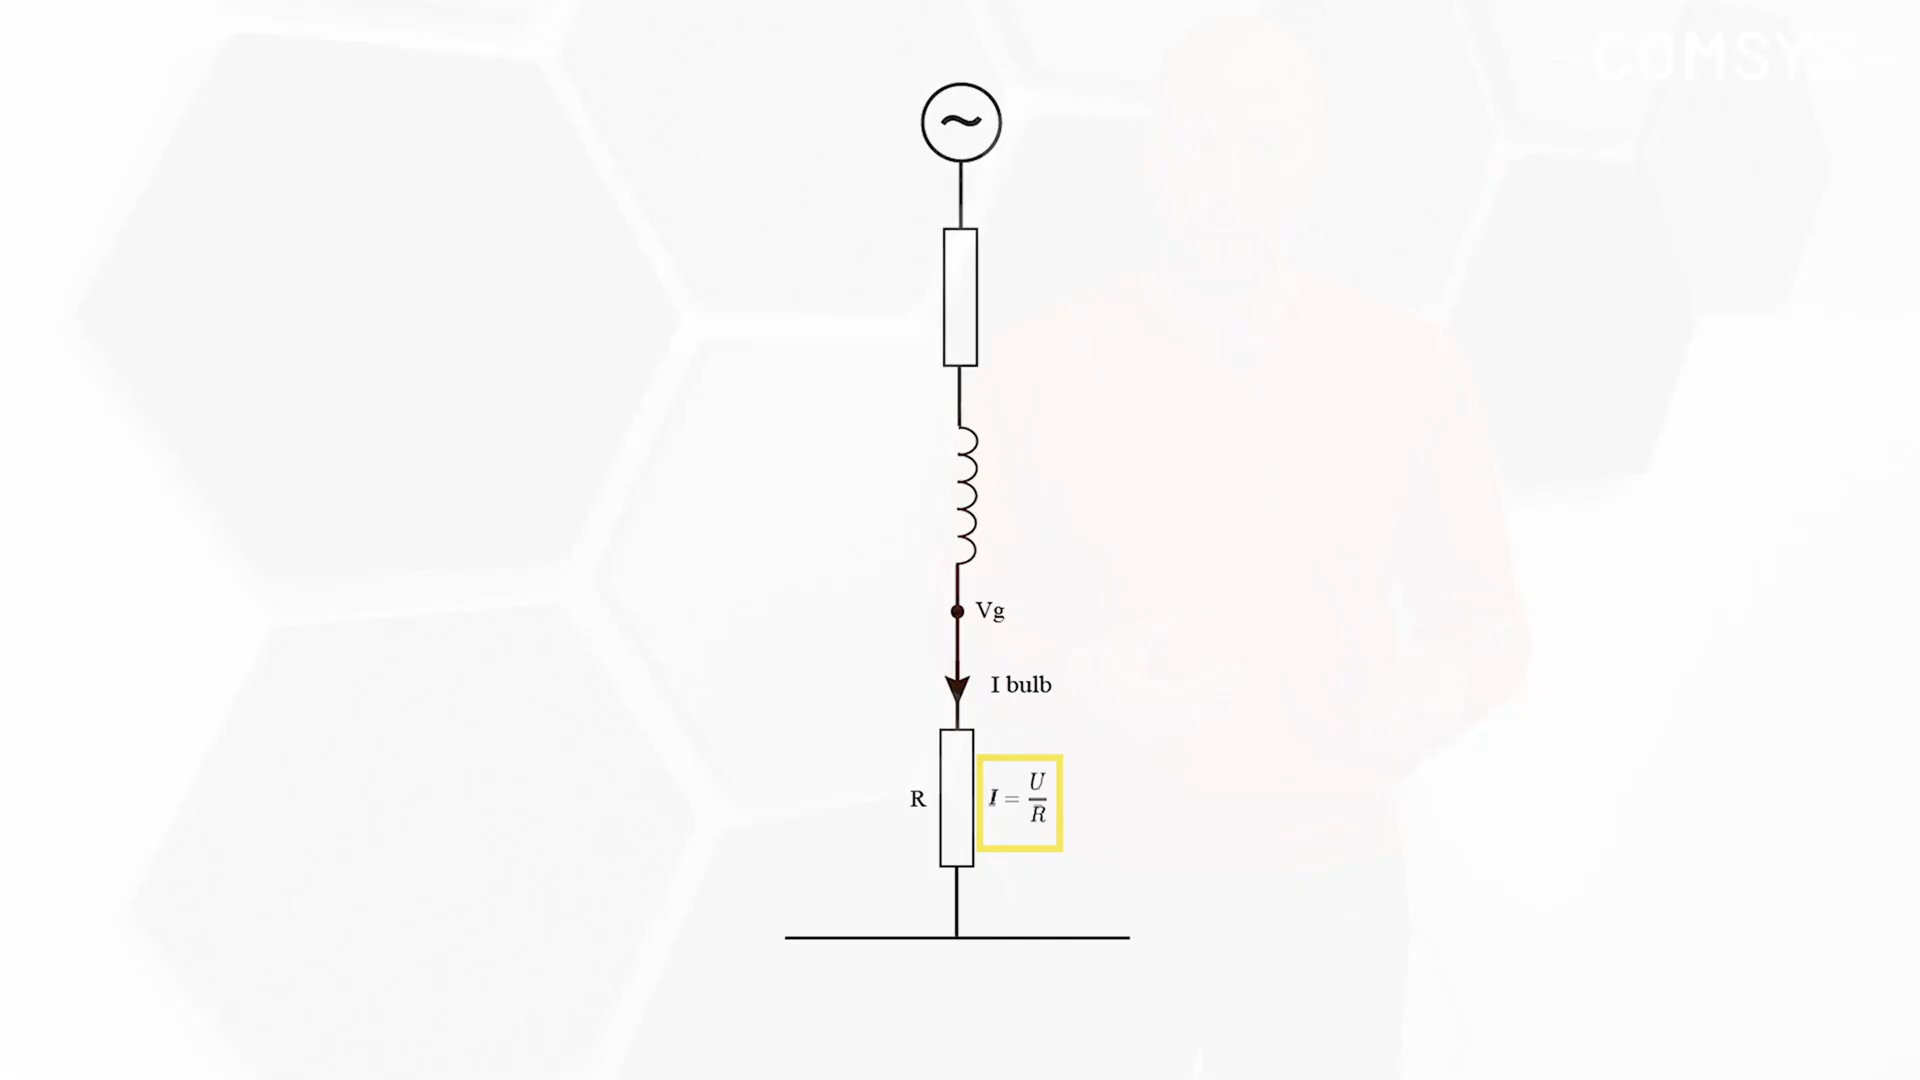 COMSYS
~
Vg
I bulb
R
I = U/R